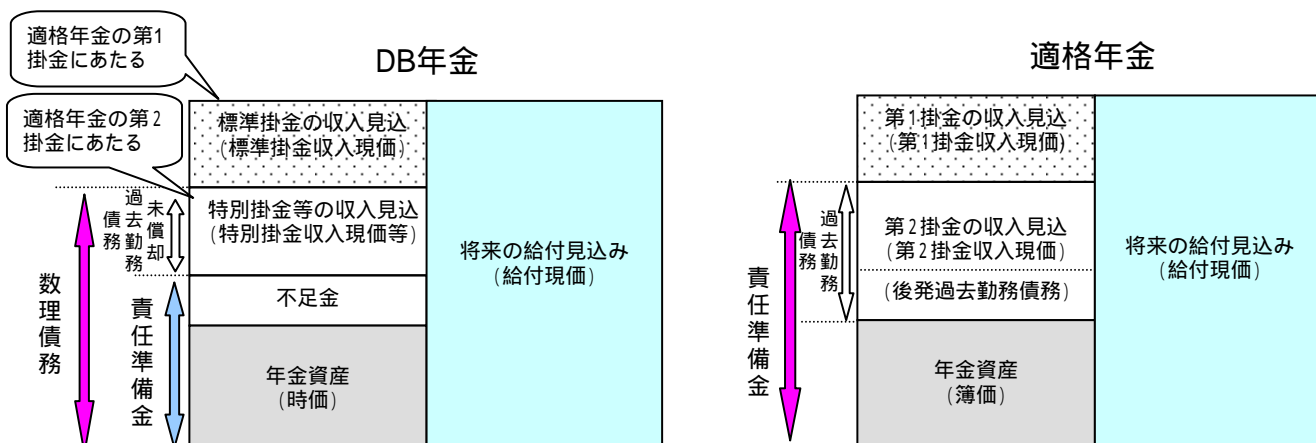 適格年金の第1
掛金にあたる
DB年金
適格年金の第2
掛金にあたる
標準掛金の収入見込
(標準掛金収入現価)
未償却
過去勤務
債務
特別掛金等の収入見込
(特別掛金収入現価等)
将来の給付見込み
(給付現価)
数理債務
責任準備金
不足金
年金資産
(時価)
適格年金
第1掛金の収入見込
(第1掛金収入現価)
過去勤務
債務
第2掛金の収入見込
(第2掛金収入現価)
(後発過去勤務債務)
将来の給付見込み
(給付現価)
責任準備金
年金資産
(簿価)